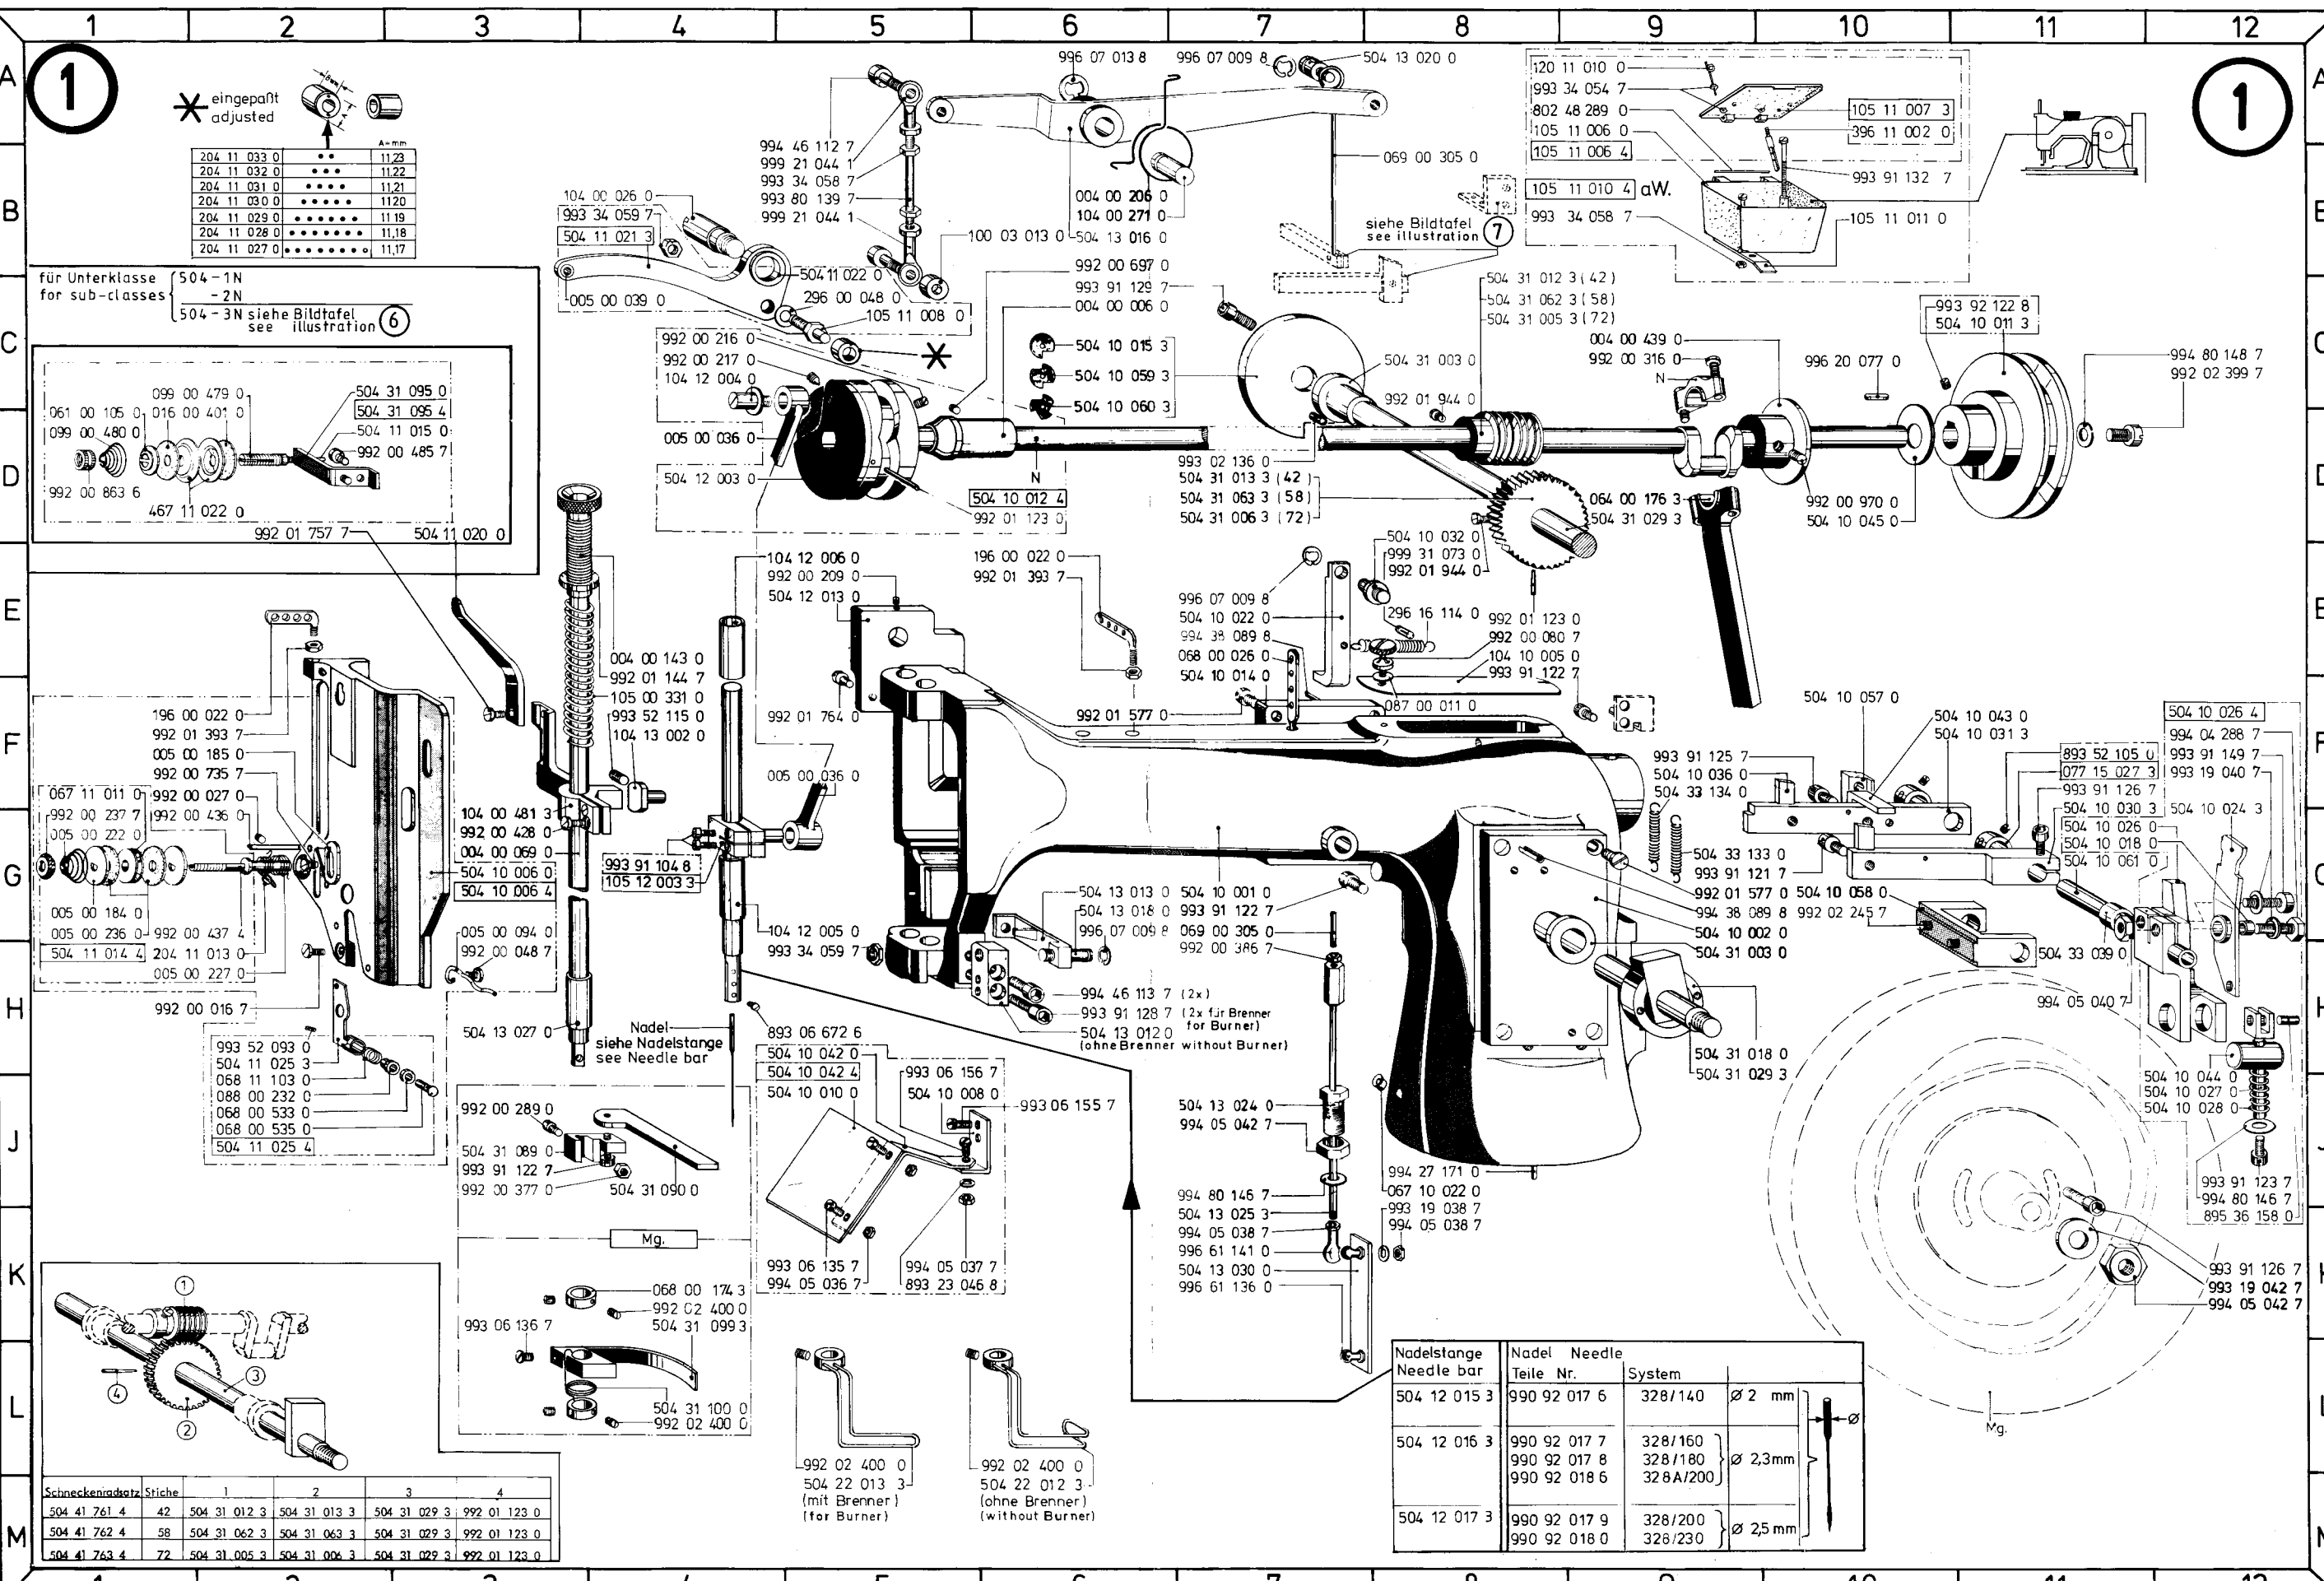 1 2 3 4 5 6 7 8 9 10 11 12
A
B
C
D
E
F
G
H
J
K
L
M
1
1
eingepaßt
adjusted
8mm
A
A=mm
204 11 033 0 •• 11,23
204 11 032 0 ••• 11,22
204 11 031 0 •••• 11,21
204 11 030 0 ••••• 11,20
204 11 029 0 •••••• 11,19
204 11 028 0 ••••••• 11,18
204 11 027 0 •••••••• 11,17
für Unterklasse 504-1N
for sub-classes -2N
504-3N siehe Bildtafel
see illustration 6
099 00 479 0
061 00 105 0 016 00 401 0
099 00 480 0
992 00 863 6
467 11 022 0
504 31 095 0
504 31 095 4
504 11 015 0
992 00 485 7
992 01 757 7
504 11 020 0
104 00 026 0
993 34 059 7
504 11 021 3
005 00 039 0
504 11 022 0
296 00 048 0
105 11 008 0
994 46 112 7
999 21 044 1
993 34 058 7
993 80 139 7
999 21 044 1
100 03 013 0
996 07 013 8
996 07 009 8
504 13 020 0
069 00 305 0
004 00 206 0
104 00 271 0
504 13 016 0
siehe Bildtafel
see illustration 7
120 11 010 0
993 34 054 7
802 48 289 0
105 11 006 0
105 11 006 4
105 11 007 3
396 11 002 0
993 91 132 7
105 11 010 4 aW.
993 34 058 7
105 11 011 0
992 00 697 0
993 91 129 7
004 00 006 0
992 00 216 0
992 00 217 0
104 12 004 0
005 00 036 0
504 12 003 0
504 10 015 3
504 10 059 3
504 10 060 3
N
504 10 012 4
992 01 123 0
504 31 012 3 (42)
504 31 062 3 (58)
504 31 005 3 (72)
504 31 003 0
992 01 944 0
993 02 136 0
504 31 013 3 (42)
504 31 063 3 (58)
504 31 006 3 (72)
004 00 439 0
992 00 316 0
N
996 20 077 0
993 92 122 8
504 10 011 3
994 80 148 7
992 02 399 7
064 00 176 3
504 31 029 3
992 00 970 0
504 10 045 0
104 12 006 0
992 00 209 0
504 12 013 0
196 00 022 0
992 01 393 7
504 10 032 0
999 31 073 0
992 01 944 0
996 07 009 8
504 10 022 0
994 38 089 8
068 00 026 0
504 10 014 0
296 16 114 0
992 01 123 0
992 00 080 7
104 10 005 0
993 91 122 7
087 00 011 0
992 01 764 0
992 01 577 0
004 00 143 0
992 01 144 7
105 00 331 0
993 52 115 0
104 13 002 0
005 00 036 0
196 00 022 0
992 01 393 7
005 00 185 0
992 00 735 7
067 11 011 0 992 00 027 0
992 00 237 7 992 00 436 0
005 00 222 0
005 00 184 0
005 00 236 0 992 00 437 4
504 11 014 4 204 11 013 0
005 00 227 0
104 00 481 3
992 00 428 0
004 00 069 0
504 10 006 0
504 10 006 4
993 91 104 8
105 12 003 3
005 00 094 0
992 00 048 7
104 12 005 0
993 34 059 7
992 00 016 7
504 13 027 0
993 52 093 0
504 11 025 3
068 11 103 0
088 00 232 0
068 00 533 0
068 00 535 0
504 11 025 4
Nadel
siehe Nadelstange
see Needle bar
893 06 672 6
504 10 042 0
504 10 042 4
504 10 010 0
993 06 156 7
504 10 008 0
993 06 155 7
993 06 135 7
994 05 036 7
994 05 037 7
893 23 046 8
504 13 013 0
504 13 018 0
996 07 009 8
994 46 113 7 (2x)
993 91 128 7 (2x für Brenner
for Burner)
504 13 012 0
(ohne Brenner without Burner)
504 10 001 0
993 91 122 7
069 00 305 0
992 00 386 7
504 13 024 0
994 05 042 7
994 80 146 7
504 13 025 3
994 05 038 7
996 61 141 0
504 13 030 0
996 61 136 0
994 27 171 0
067 10 022 0
993 19 038 7
994 05 038 7
993 91 125 7
504 10 036 0
504 33 134 0
504 33 133 0
993 91 121 7
992 01 577 0
994 38 089 8
504 10 002 0
504 31 003 0
504 31 018 0
504 31 029 3
504 10 057 0
504 10 043 0
504 10 031 3
893 52 105 0
077 15 027 3
993 91 126 7
504 10 030 3
504 10 026 0
504 10 018 0
504 10 061 0
504 10 026 4
994 04 288 7
993 91 149 7
993 19 040 7
504 10 024 3
504 10 058 0
992 02 245 7
504 33 039 0
994 05 040 7
504 10 044 0
504 10 027 0
504 10 028 0
993 91 123 7
994 80 146 7
895 36 158 0
993 91 126 7
993 19 042 7
994 05 042 7
Mg.
992 00 289 0
504 31 089 0
993 91 122 7
992 00 377 0
504 31 090 0
Mg.
068 00 174 3
992 02 400 0
504 31 099 3
993 06 136 7
504 31 100 0
992 02 400 0
992 02 400 0
504 22 013 3
(mit Brenner)
(for Burner)
992 02 400 0
504 22 012 3
(ohne Brenner)
(without Burner)
1
2
3
4
Schneckenradsatz Stiche 1 2 3 4
504 41 761 4 42 504 31 012 3 504 31 013 3 504 31 029 3 992 01 123 0
504 41 762 4 58 504 31 062 3 504 31 063 3 504 31 029 3 992 01 123 0
504 41 763 4 72 504 31 005 3 504 31 006 3 504 31 029 3 992 01 123 0
Nadelstange Nadel Needle
Needle bar Teile Nr. System
504 12 015 3 990 92 017 6 328/140 Ø 2 mm
Ø
504 12 016 3 990 92 017 7 328/160
990 92 017 8 328/180 Ø 2,3mm
990 92 018 6 328A/200
504 12 017 3 990 92 017 9 328/200
990 92 018 0 328/230 Ø 2,5 mm
1 2 3 4 5 6 7 8 9 10 11 12